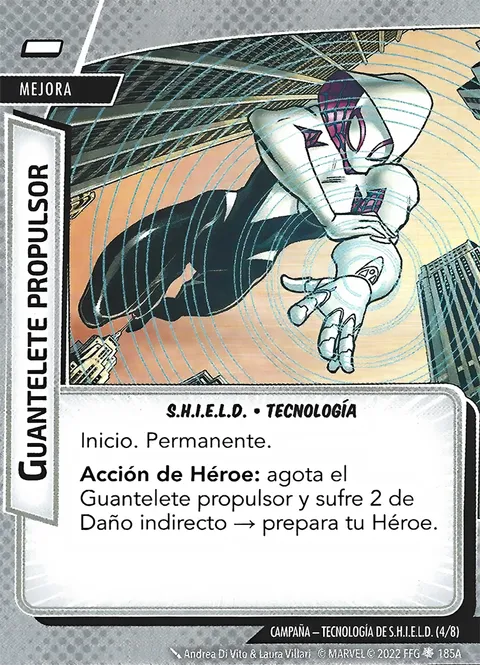 MEJORA
GUANTELETE PROPULSOR
S.H.I.E.L.D. • TECNOLOGÍA
Inicio. Permanente.
Acción de Héroe: agota el
Guantelete propulsor y sufre 2 de
Daño indirecto → prepara tu Héroe.
CAMPAÑA – TECNOLOGÍA DE S.H.I.E.L.D. (4/8)
Andrea Di Vito & Laura Villari © MARVEL © 2022 FFG 185A